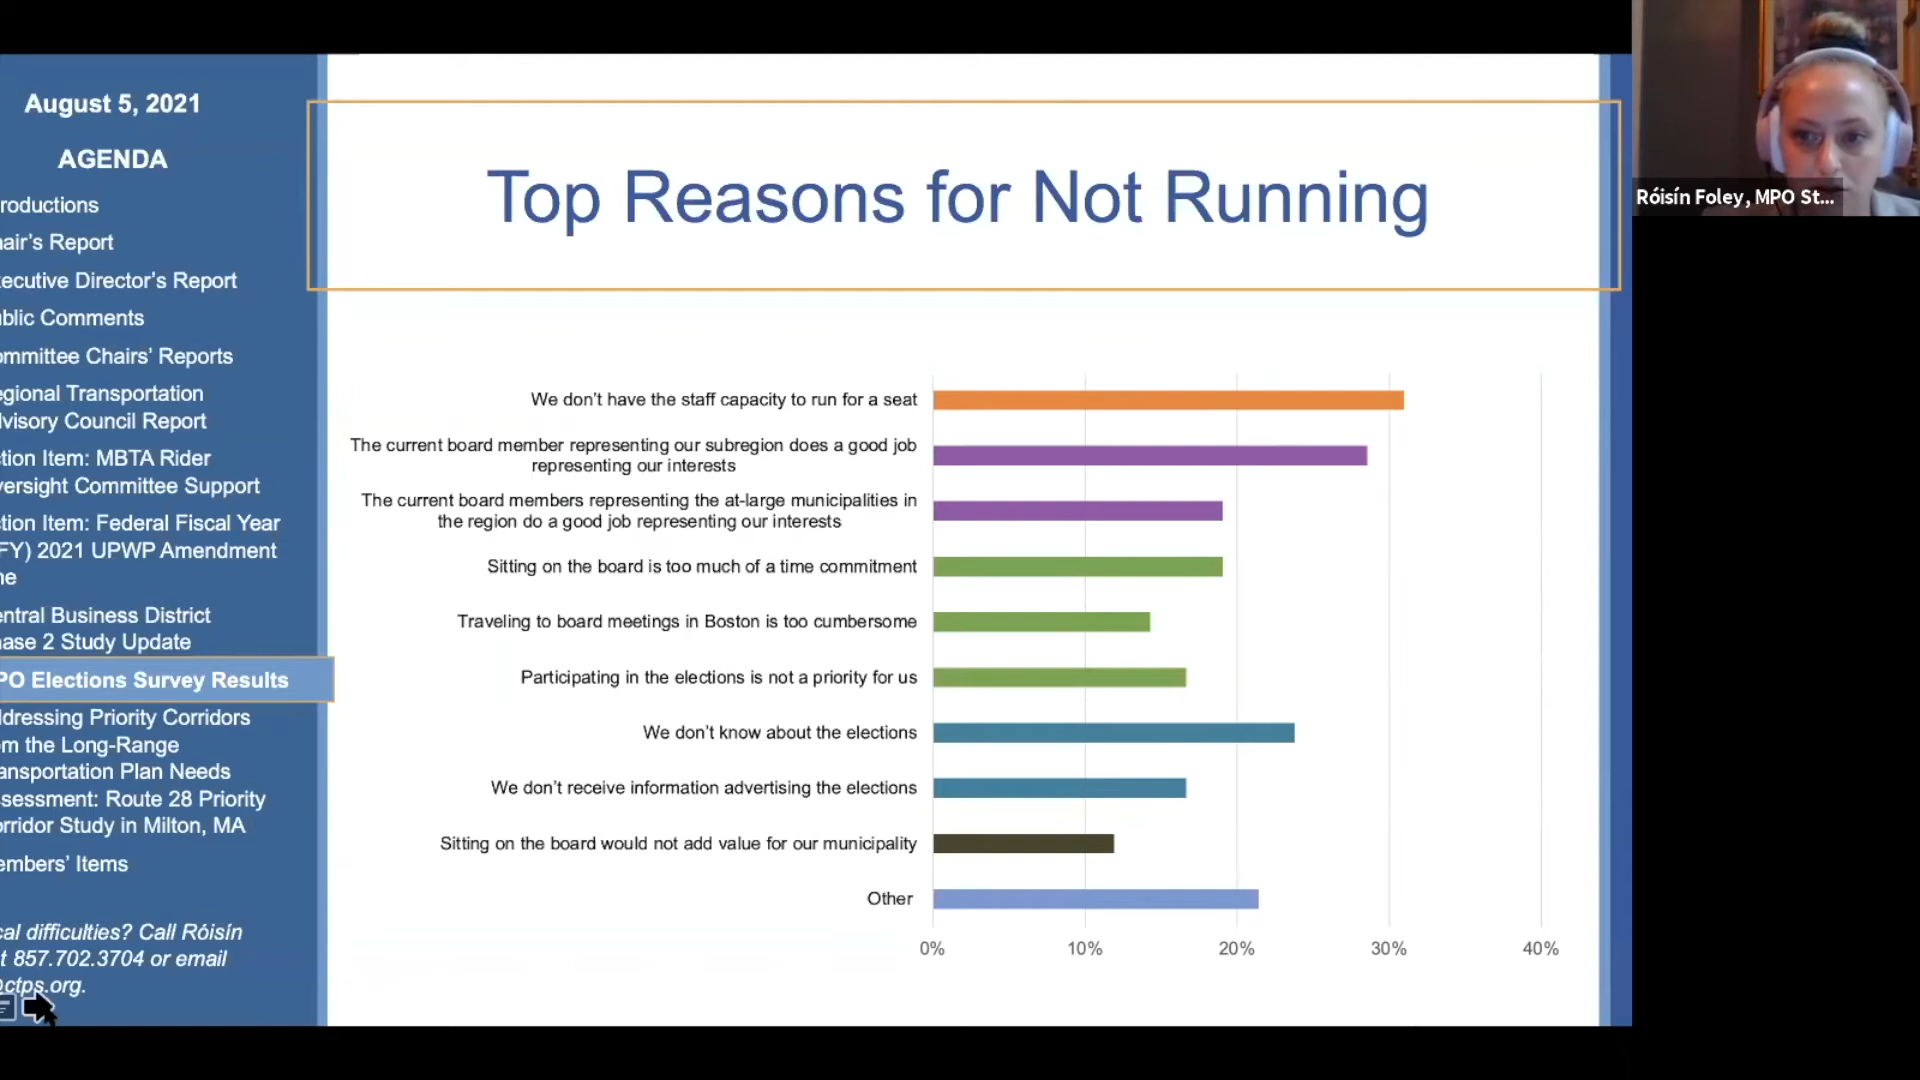 August 5, 2021
AGENDA
roductions
air's Report
ecutive Director's Report
blic Comments
ommittee Chairs' Reports
egional Transportation
dvisory Council Report
tion Item: MBTA Rider
versight Committee Support
tion Item: Federal Fiscal Year
FY) 2021 UPWP Amendment
ne
entral Business District
hase 2 Study Update
PO Elections Survey Results
ddressing Priority Corridors
om the Long-Range
ansportation Plan Needs
ssessment: Route 28 Priority
orridor Study in Milton, MA
embers' Items
cal difficulties? Call Róisín
t 857.702.3704 or email
@ctps.org.
Top Reasons for Not Running
We don't have the staff capacity to run for a seat
The current board member representing our subregion does a good job
representing our interests
The current board members representing the at-large municipalities in
the region do a good job representing our interests
Sitting on the board is too much of a time commitment
Traveling to board meetings in Boston is too cumbersome
Participating in the elections is not a priority for us
We don't know about the elections
We don't receive information advertising the elections
Sitting on the board would not add value for our municipality
Other
0% 10% 20% 30% 40%
Róisín Foley, MPO St...